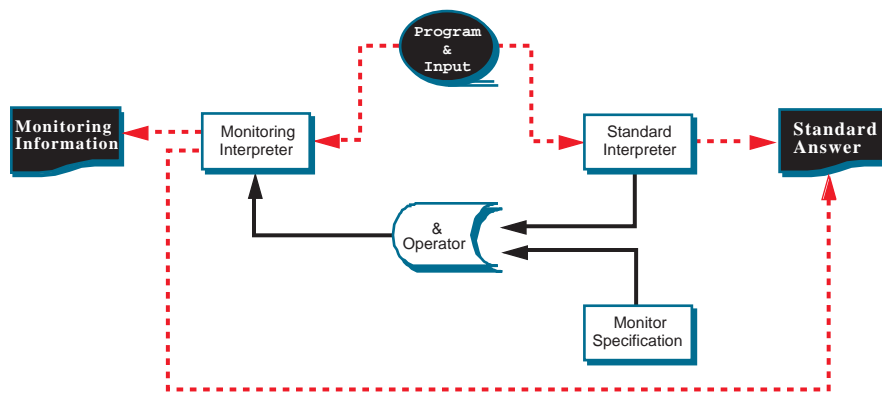 Program
&
Input
Monitoring
Information
Monitoring
Interpreter
Standard
Interpreter
Standard
Answer
&
Operator
Monitor
Specification